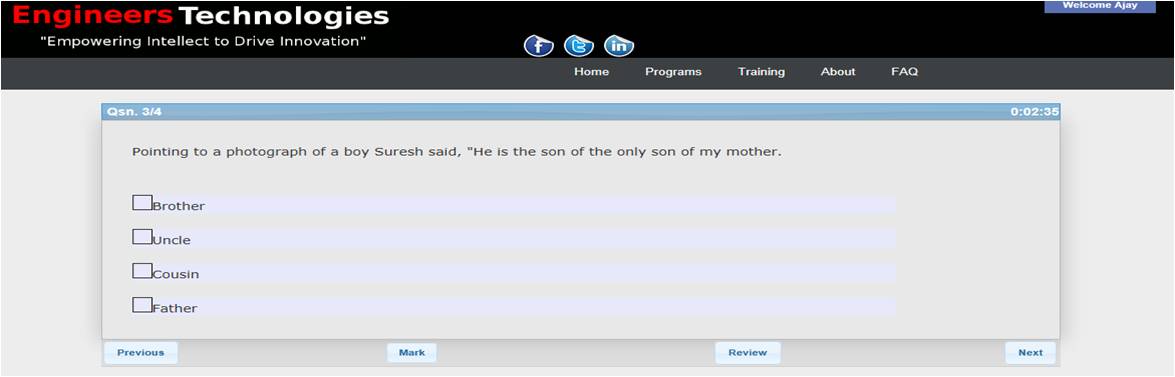 Engineers Technologies
Welcome Ajay
"Empowering Intellect to Drive Innovation"
f t in
Home Programs Training About FAQ
Qsn. 3/4 0:02:35
Pointing to a photograph of a boy Suresh said, "He is the son of the only son of my mother.
Brother
Uncle
Cousin
Father
Previous Mark Review Next